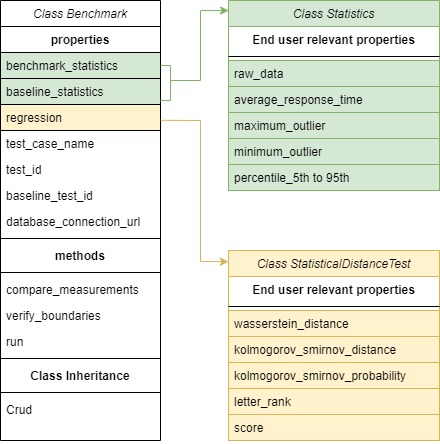 Class Benchmark
properties
benchmark_statistics
baseline_statistics
regression
test_case_name
test_id
baseline_test_id
database_connection_url
methods
compare_measurements
verify_boundaries
run
Class Inheritance
Crud
Class Statistics
End user relevant properties
raw_data
average_response_time
maximum_outlier
minimum_outlier
percentile_5th to 95th
Class StatisticalDistanceTest
End user relevant properties
wasserstein_distance
kolmogorov_smirnov_distance
kolmogorov_smirnov_probability
letter_rank
score